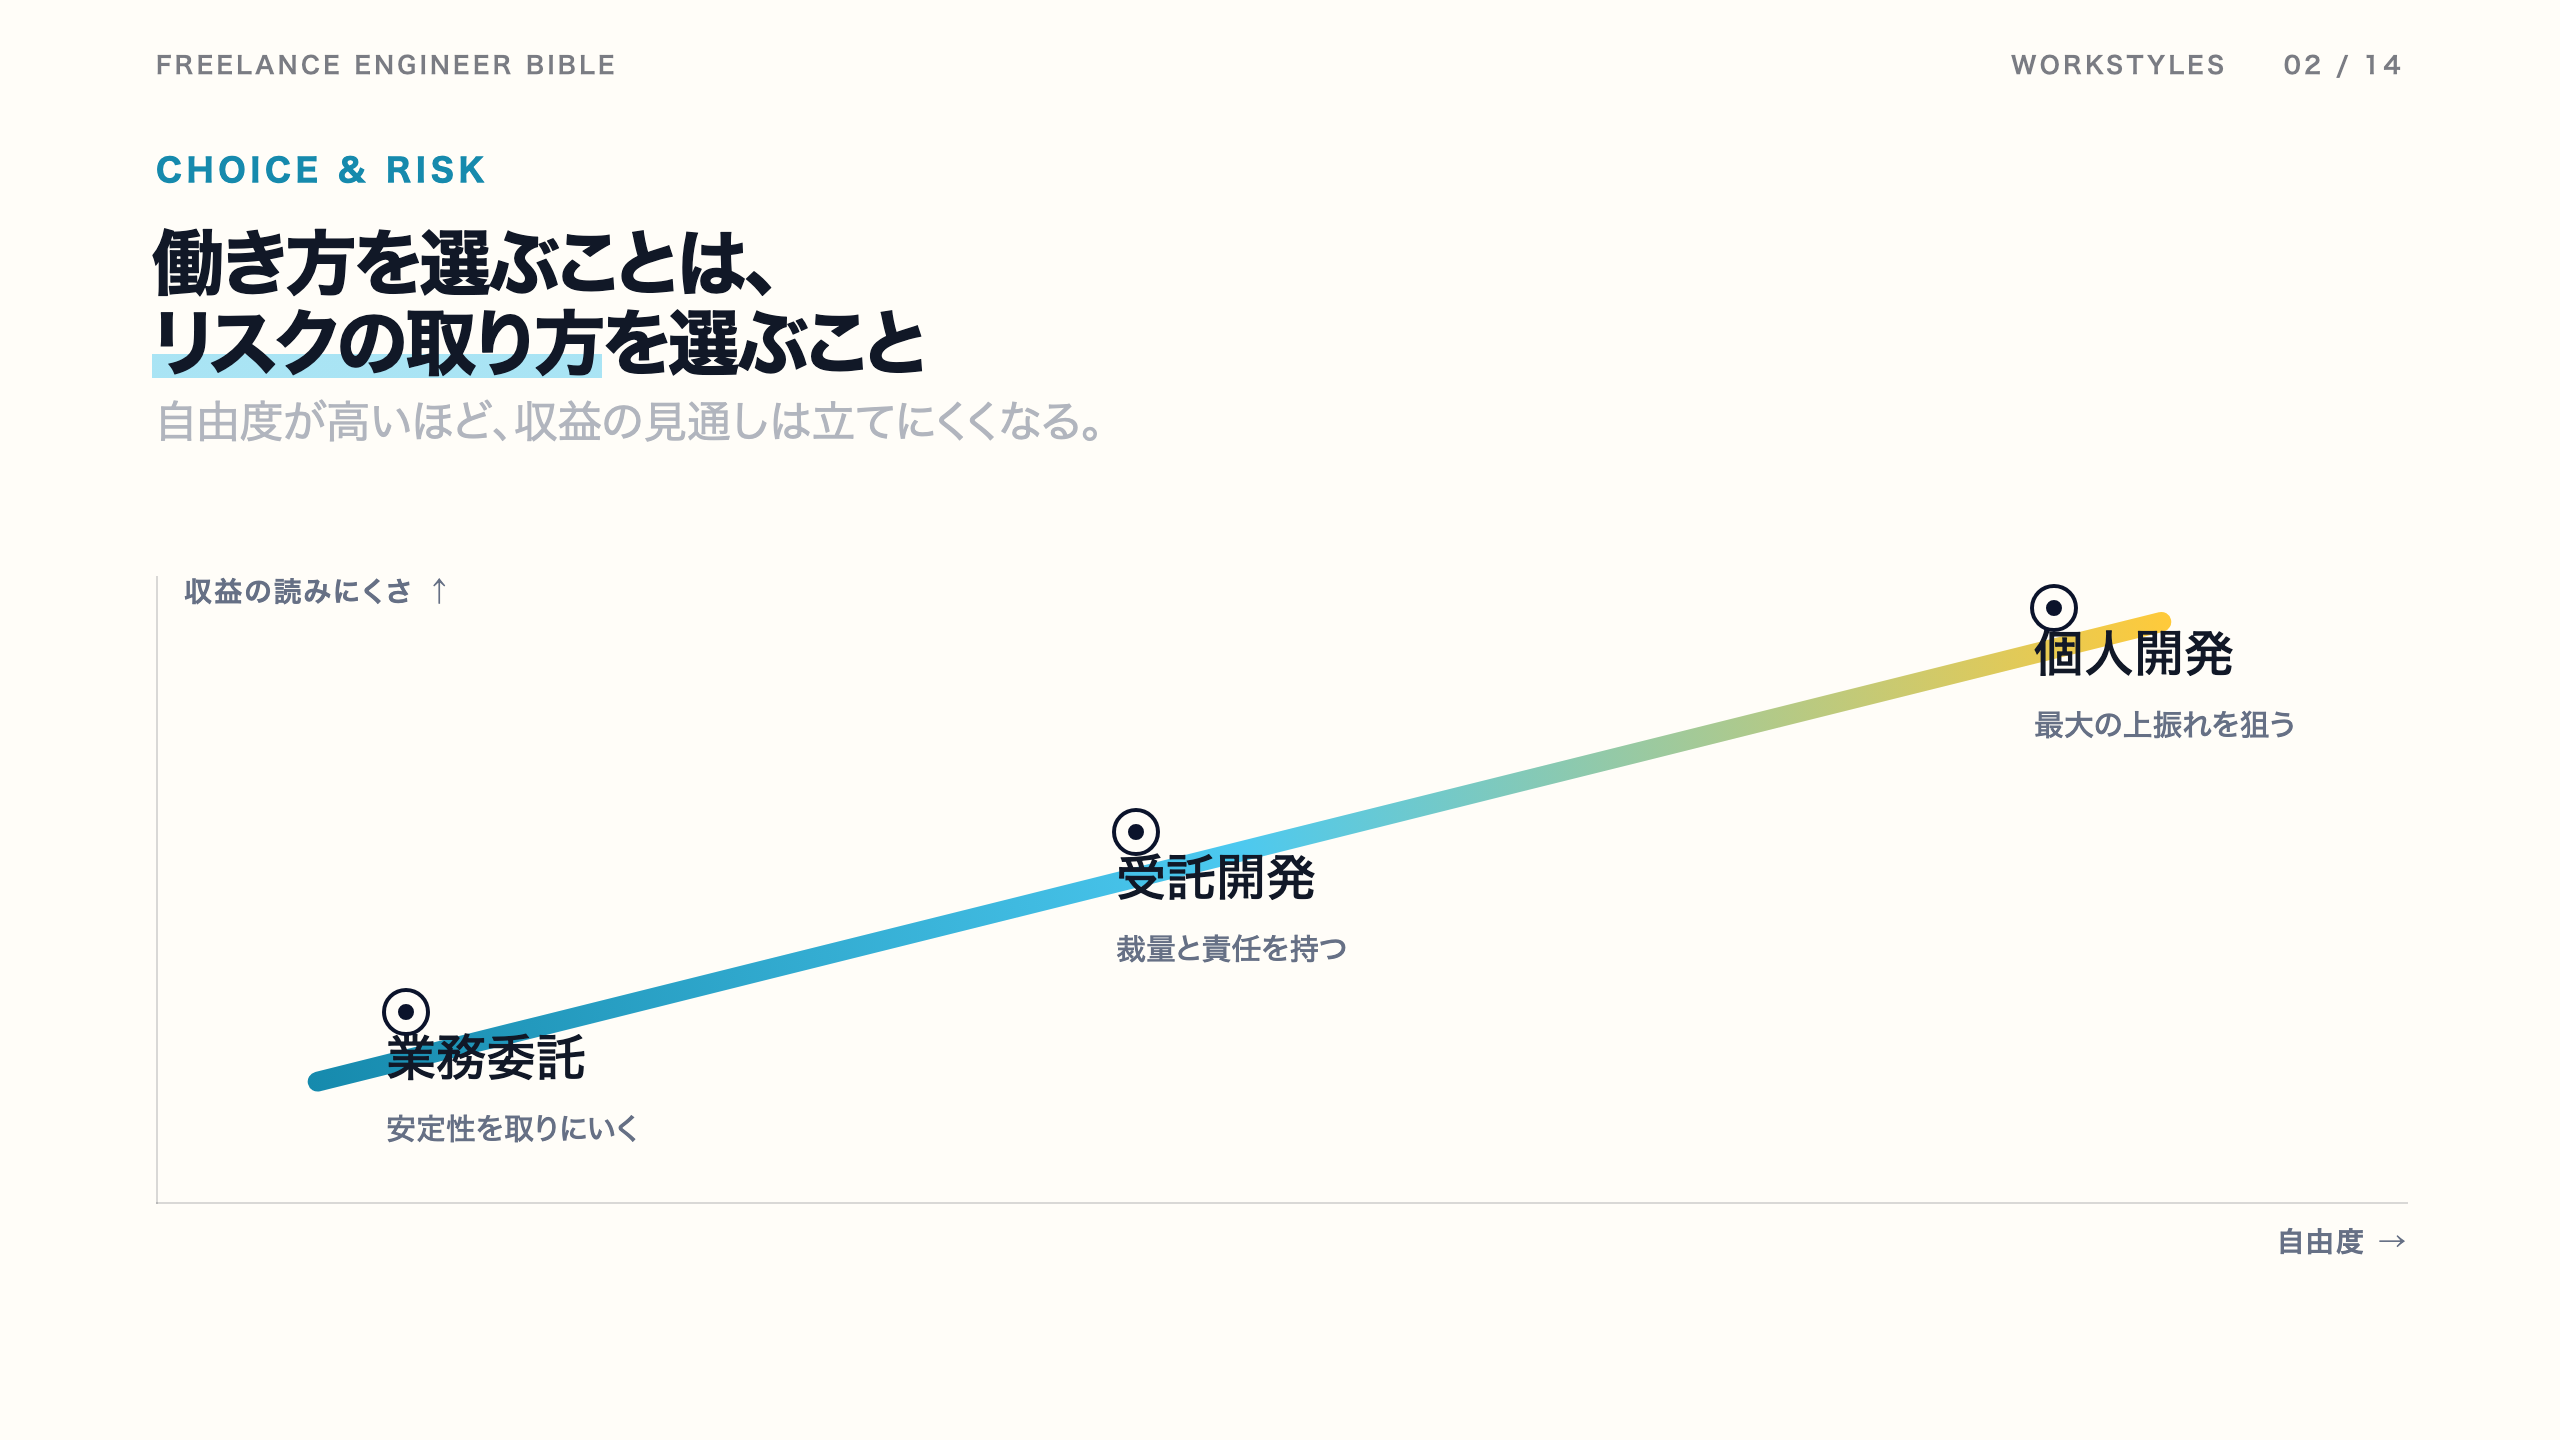 FREELANCE ENGINEER BIBLE
WORKSTYLES 02 / 14
CHOICE & RISK
働き方を選ぶことは、
リスクの取り方を選ぶこと
自由度が高いほど、収益の見通しは立てにくくなる。
収益の読みにくさ ↑
個人開発
最大の上振れを狙う
受託開発
裁量と責任を持つ
業務委託
安定性を取りにいく
自由度 →